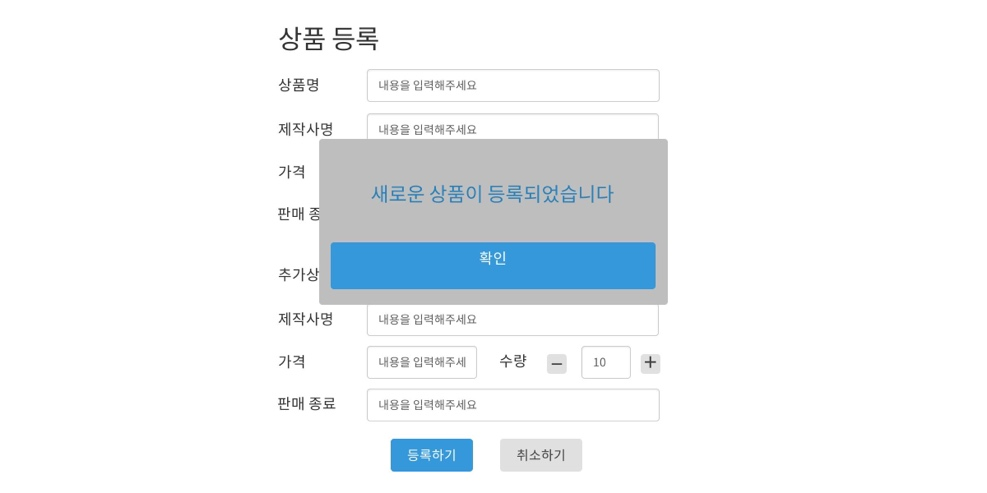 상품 등록
상품명 내용을 입력해주세요
제작사명 내용을 입력해주세요
가격
새로운 상품이 등록되었습니다
판매
확인
제작사명 내용을 입력해주세요
가격 내용을 입력해주세 수량 − 10 +
판매 종료 내용을 입력해주세요
등록하기 취소하기